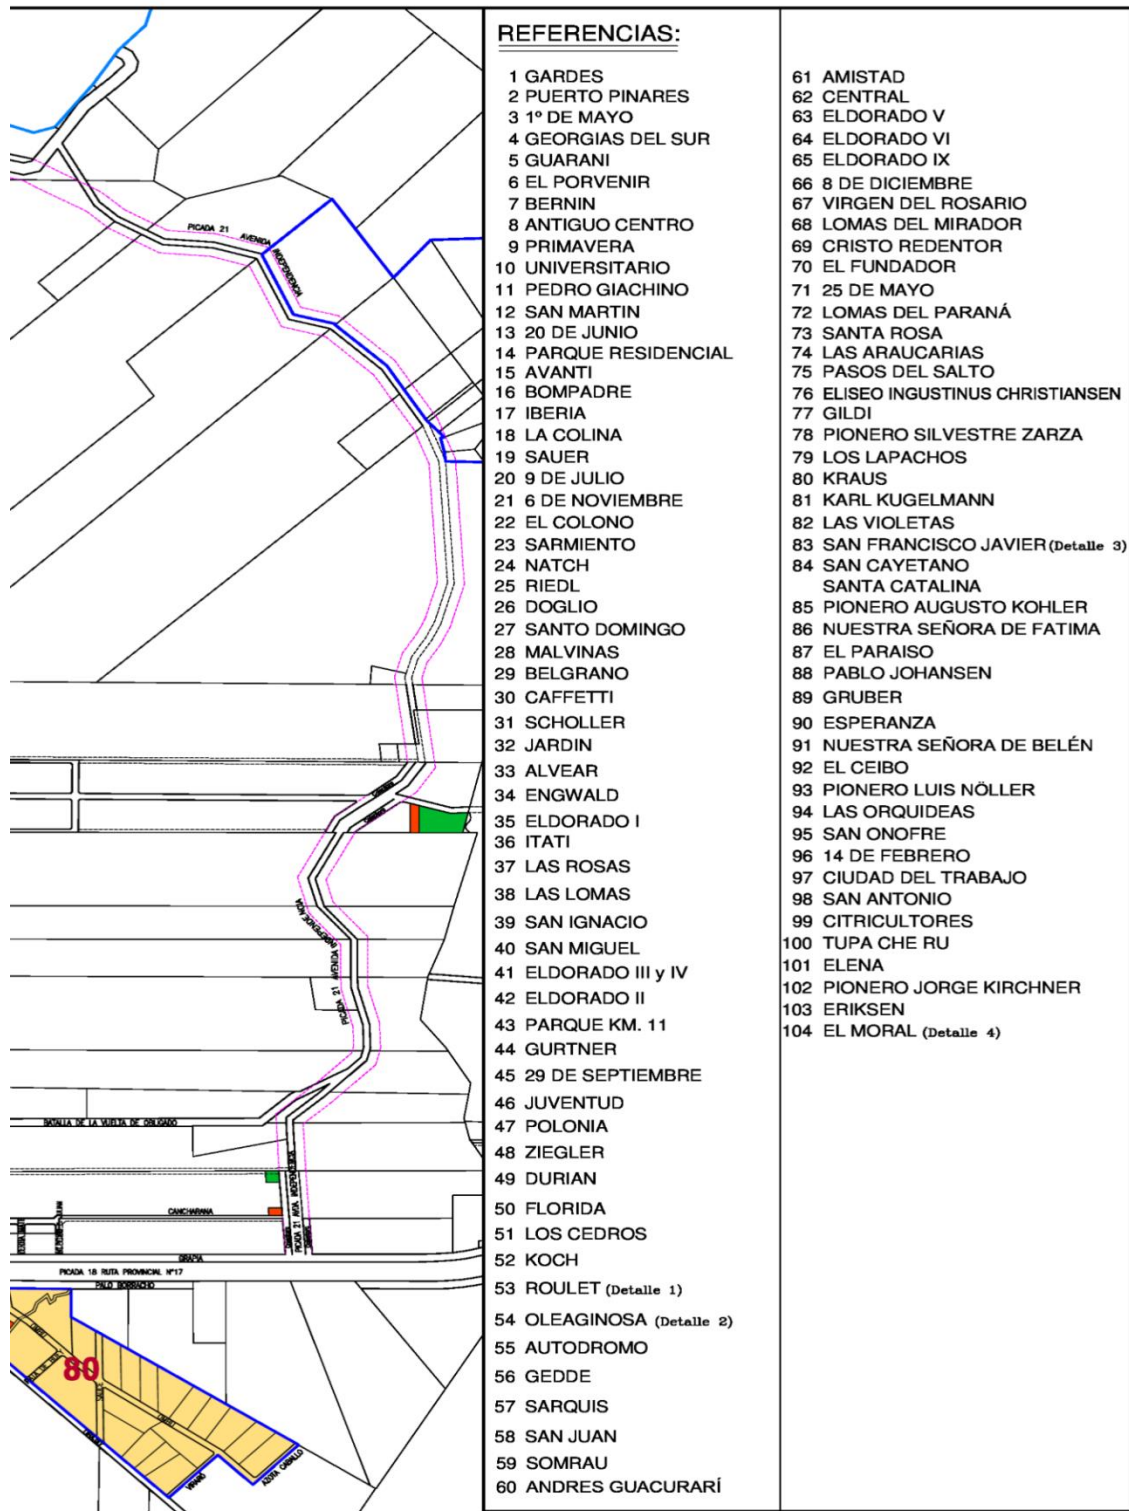 PICADA 21
AVENIDA INDEPENDENCIA
PICADA 21 AVENIDA INDEPENDENCIA
BATALLA DE LA VUELTA DE OBLIGADO
PICADA 21 AVDA. INDEPENDENCIA
CANCHARANA
GRAPIA
PICADA 18 RUTA PROVINCIAL Nº17
PALO BORRACHO
80
VIRARO
AZOTA CABALLO
REFERENCIAS:
1 GARDES
2 PUERTO PINARES
3 1º DE MAYO
4 GEORGIAS DEL SUR
5 GUARANI
6 EL PORVENIR
7 BERNIN
8 ANTIGUO CENTRO
9 PRIMAVERA
10 UNIVERSITARIO
11 PEDRO GIACHINO
12 SAN MARTIN
13 20 DE JUNIO
14 PARQUE RESIDENCIAL
15 AVANTI
16 BOMPADRE
17 IBERIA
18 LA COLINA
19 SAUER
20 9 DE JULIO
21 6 DE NOVIEMBRE
22 EL COLONO
23 SARMIENTO
24 NATCH
25 RIEDL
26 DOGLIO
27 SANTO DOMINGO
28 MALVINAS
29 BELGRANO
30 CAFFETTI
31 SCHOLLER
32 JARDIN
33 ALVEAR
34 ENGWALD
35 ELDORADO I
36 ITATI
37 LAS ROSAS
38 LAS LOMAS
39 SAN IGNACIO
40 SAN MIGUEL
41 ELDORADO III y IV
42 ELDORADO II
43 PARQUE KM. 11
44 GURTNER
45 29 DE SEPTIEMBRE
46 JUVENTUD
47 POLONIA
48 ZIEGLER
49 DURIAN
50 FLORIDA
51 LOS CEDROS
52 KOCH
53 ROULET (Detalle 1)
54 OLEAGINOSA (Detalle 2)
55 AUTODROMO
56 GEDDE
57 SARQUIS
58 SAN JUAN
59 SOMRAU
60 ANDRES GUACURARÍ
61 AMISTAD
62 CENTRAL
63 ELDORADO V
64 ELDORADO VI
65 ELDORADO IX
66 8 DE DICIEMBRE
67 VIRGEN DEL ROSARIO
68 LOMAS DEL MIRADOR
69 CRISTO REDENTOR
70 EL FUNDADOR
71 25 DE MAYO
72 LOMAS DEL PARANÁ
73 SANTA ROSA
74 LAS ARAUCARIAS
75 PASOS DEL SALTO
76 ELISEO INGUSTINUS CHRISTIANSEN
77 GILDI
78 PIONERO SILVESTRE ZARZA
79 LOS LAPACHOS
80 KRAUS
81 KARL KUGELMANN
82 LAS VIOLETAS
83 SAN FRANCISCO JAVIER (Detalle 3)
84 SAN CAYETANO
SANTA CATALINA
85 PIONERO AUGUSTO KOHLER
86 NUESTRA SEÑORA DE FATIMA
87 EL PARAISO
88 PABLO JOHANSEN
89 GRUBER
90 ESPERANZA
91 NUESTRA SEÑORA DE BELÉN
92 EL CEIBO
93 PIONERO LUIS NÖLLER
94 LAS ORQUIDEAS
95 SAN ONOFRE
96 14 DE FEBRERO
97 CIUDAD DEL TRABAJO
98 SAN ANTONIO
99 CITRICULTORES
100 TUPA CHE RU
101 ELENA
102 PIONERO JORGE KIRCHNER
103 ERIKSEN
104 EL MORAL (Detalle 4)